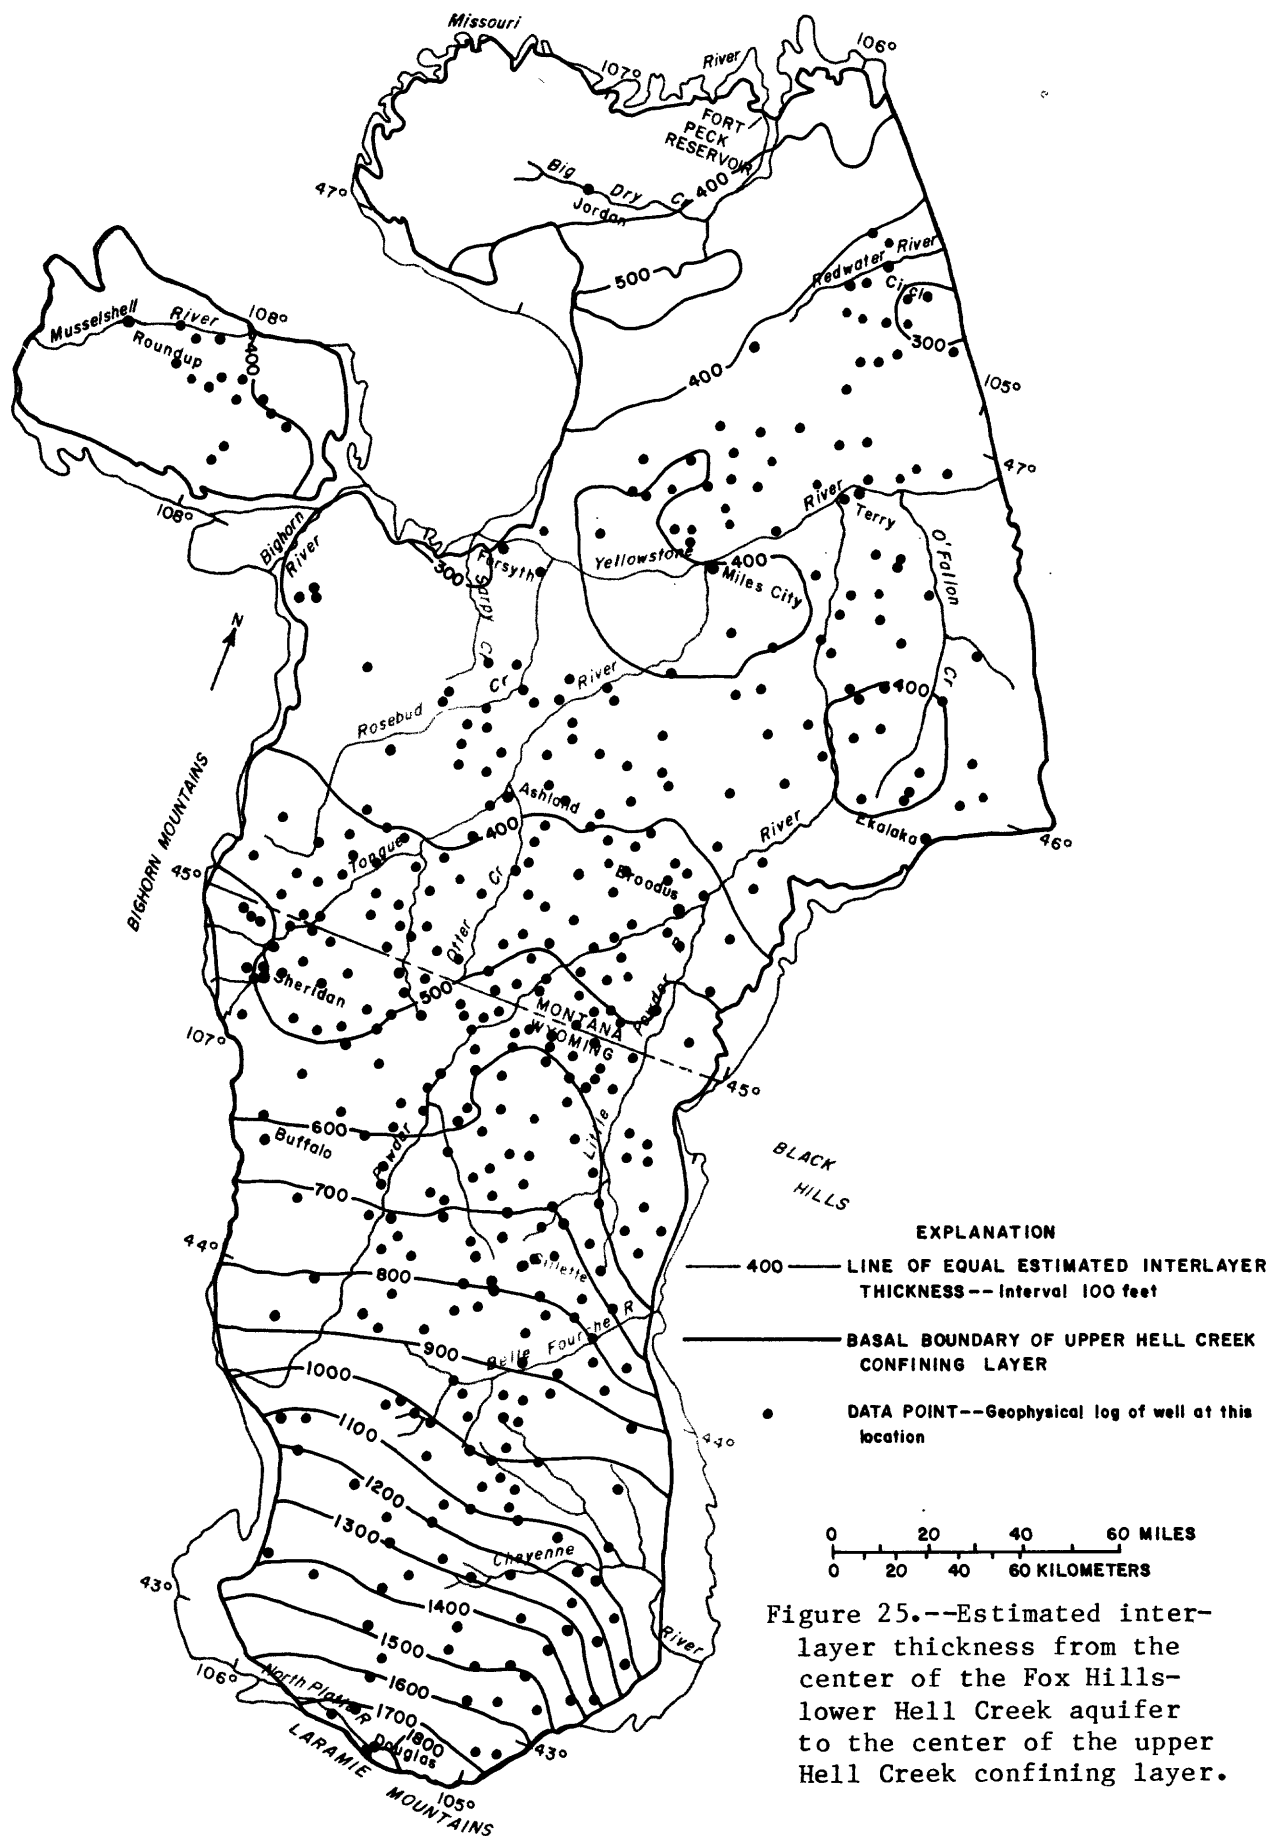 Missouri
River
106°
107°
FORT
PECK
RESERVOIR
Big Dry Cr
400
Jordan
47°
500
Redwater River
Circle
300
105°
Musselshell River
108°
Roundup
400
400
47°
108°
Bighorn
River
River
Terry
O'Fallon
Cr
Yellowstone
400
Miles City
Forsyth
300
Sarpy Cr
N
Rosebud
Cr
River
400
BIGHORN MOUNTAINS
Ashland
400
River
Ekalaka
46°
Tongue
45°
Cr
Otter
Broadus
Sheridan
500
MONTANA
WYOMING
Powder
R
107°
45°
600
Buffalo
Powder
Little
BLACK
HILLS
700
44°
800
Gillette
900
Belle Fourche R
1000
1100
44°
1200
1300
Cheyenne
43°
1400
1500
River
106°
North Platte R
1600
1700
1800
Douglas
43°
LARAMIE
MOUNTAINS
105°
EXPLANATION
400 LINE OF EQUAL ESTIMATED INTERLAYER
THICKNESS--Interval 100 feet
BASAL BOUNDARY OF UPPER HELL CREEK
CONFINING LAYER
DATA POINT--Geophysical log of well at this
location
0 20 40 60 MILES
0 20 40 60 KILOMETERS
Figure 25.--Estimated inter-
layer thickness from the
center of the Fox Hills-
lower Hell Creek aquifer
to the center of the upper
Hell Creek confining layer.